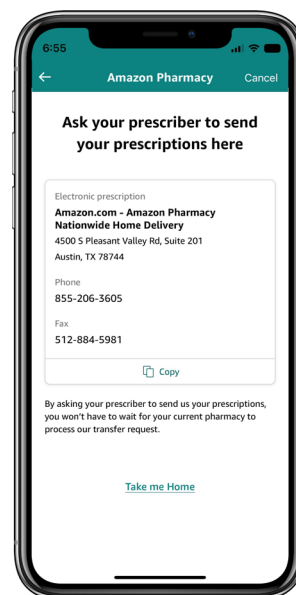 6:55
Amazon Pharmacy Cancel
Ask your prescriber to send
your prescriptions here
Electronic prescription
Amazon.com - Amazon Pharmacy
Nationwide Home Delivery
4500 S Pleasant Valley Rd, Suite 201
Austin, TX 78744
Phone
855-206-3605
Fax
512-884-5981
Copy
By asking your prescriber to send us your prescriptions,
you won't have to wait for your current pharmacy to
process our transfer request.
Take me Home